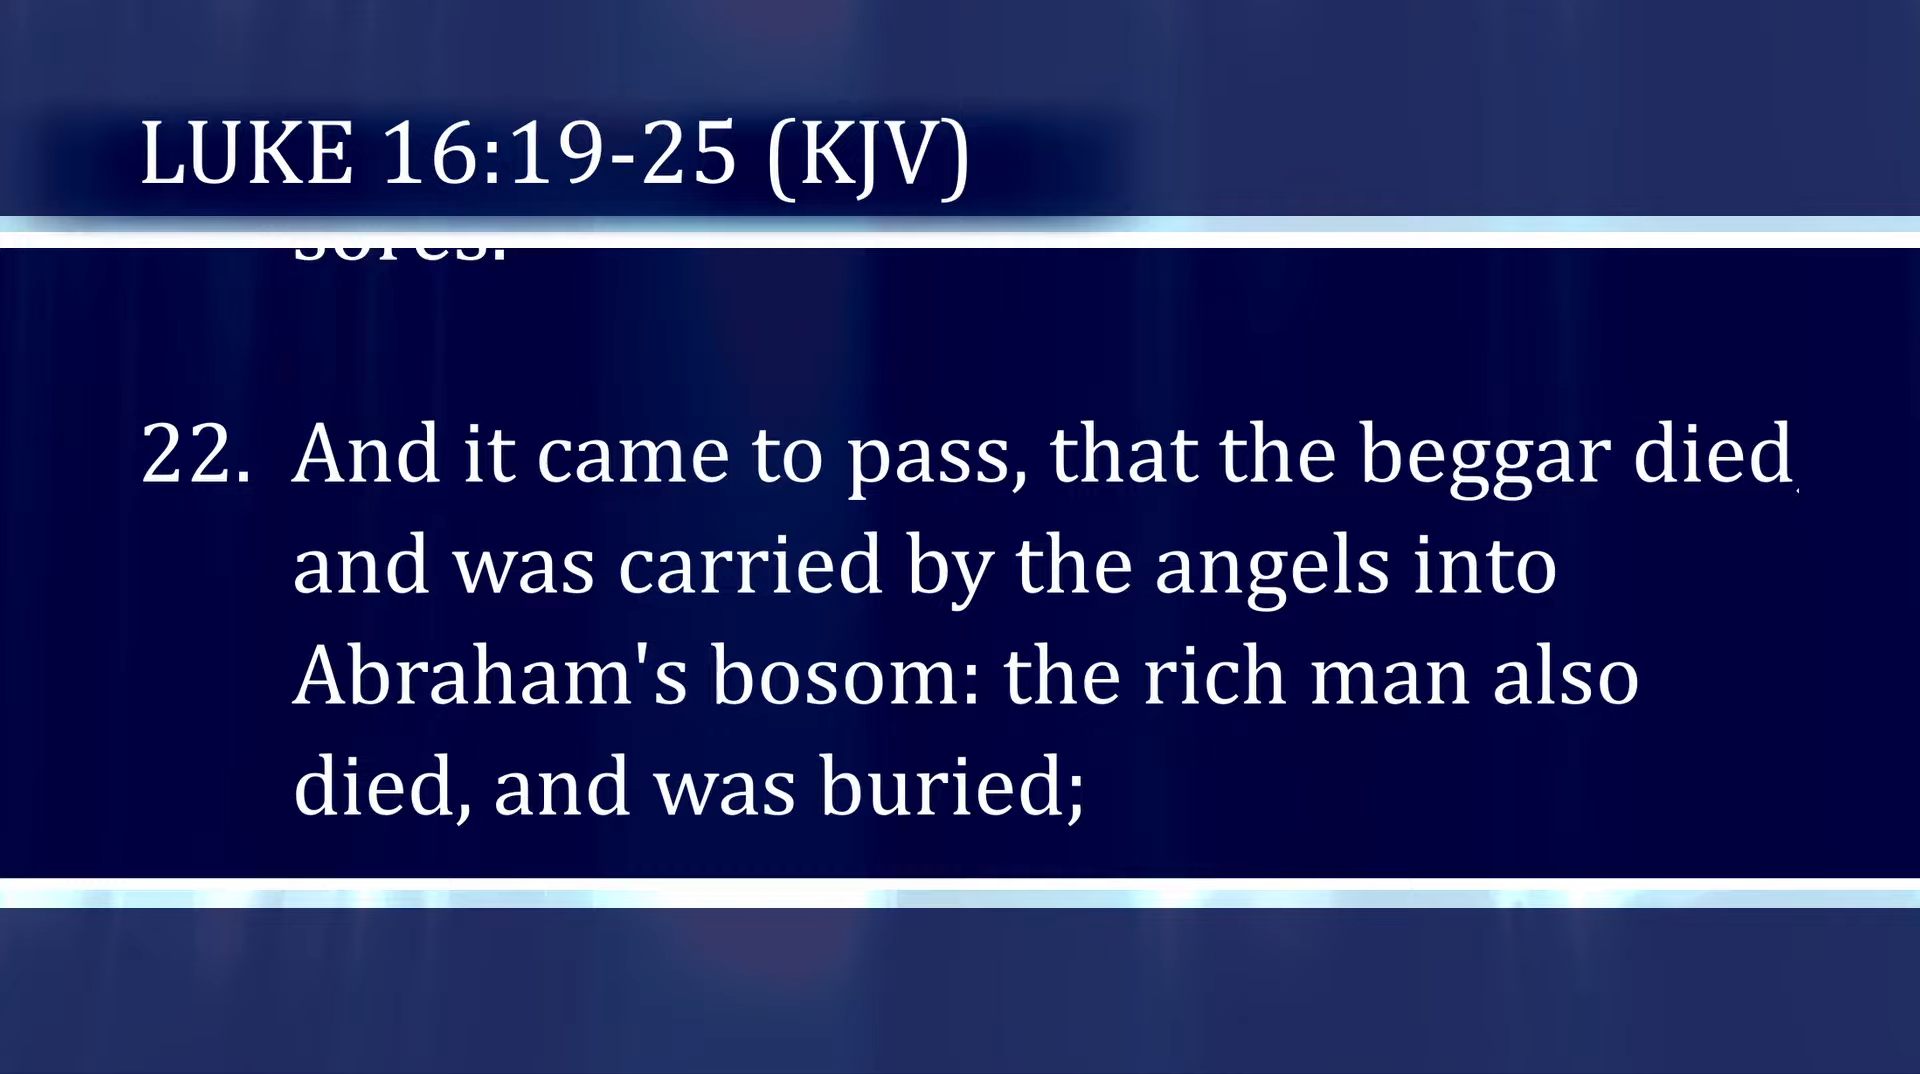 LUKE 16:19-25 (KJV)
sores.
22. And it came to pass, that the beggar died,
and was carried by the angels into
Abraham's bosom: the rich man also
died, and was buried;